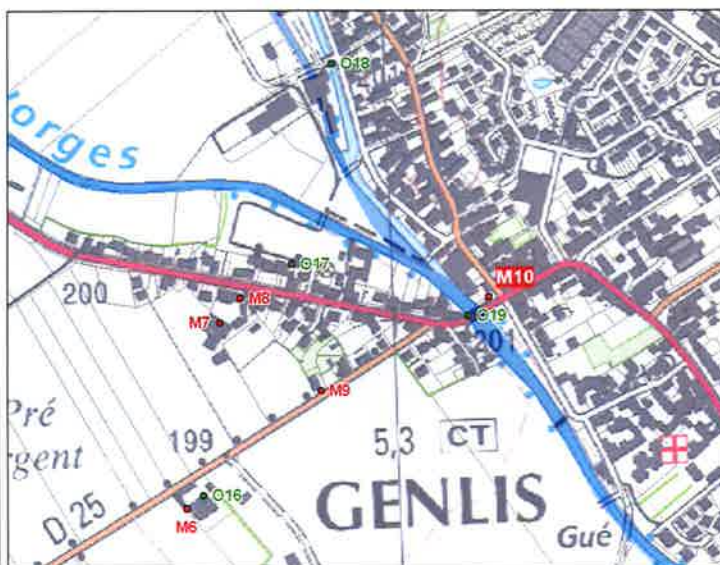 O18
orges
Gu
O17
M10
200
M8
M7
O19
201
M9
Pré
rgent
199
5,3
CT
O16
D 25
M6
GENLIS
Gué